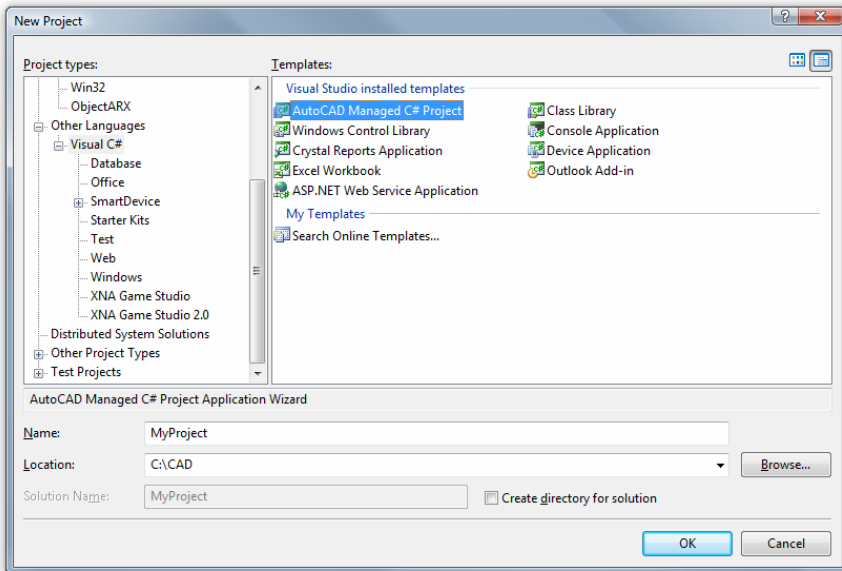 New Project
Project types:
Win32
ObjectARX
Other Languages
Visual C#
Database
Office
SmartDevice
Starter Kits
Test
Web
Windows
XNA Game Studio
XNA Game Studio 2.0
Distributed System Solutions
Other Project Types
Test Projects
Templates:
Visual Studio installed templates
AutoCAD Managed C# Project
Class Library
Windows Control Library
Console Application
Crystal Reports Application
Device Application
Excel Workbook
Outlook Add-in
ASP.NET Web Service Application
My Templates
Search Online Templates...
AutoCAD Managed C# Project Application Wizard
Name: MyProject
Location: C:\CAD Browse...
Solution Name: MyProject Create directory for solution
OK Cancel